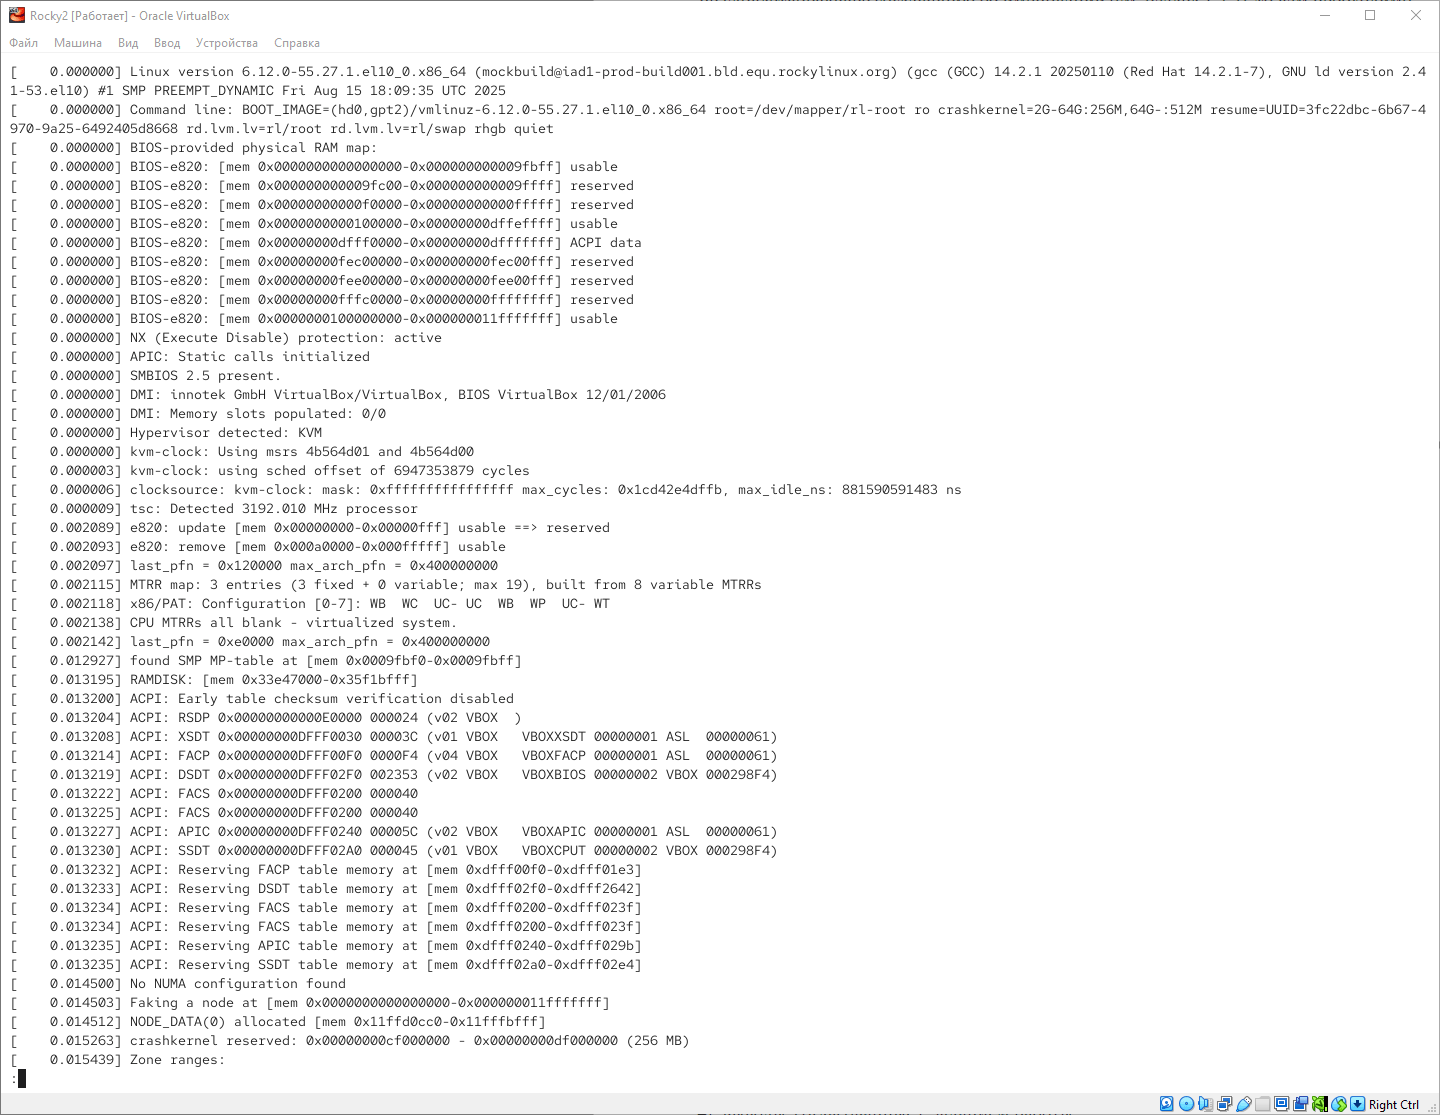 Rocky2 [Работает] - Oracle VirtualBox
Файл Машина Вид Ввод Устройства Справка
[    0.000000] Linux version 6.12.0-55.27.1.el10_0.x86_64 (mockbuild@iad1-prod-build001.bld.equ.rockylinux.org) (gcc (GCC) 14.2.1 20250110 (Red Hat 14.2.1-7), GNU ld version 2.4
1-53.el10) #1 SMP PREEMPT_DYNAMIC Fri Aug 15 18:09:35 UTC 2025
[    0.000000] Command line: BOOT_IMAGE=(hd0,gpt2)/vmlinuz-6.12.0-55.27.1.el10_0.x86_64 root=/dev/mapper/rl-root ro crashkernel=2G-64G:256M,64G-:512M resume=UUID=3fc22dbc-6b67-4
970-9a25-6492405d8668 rd.lvm.lv=rl/root rd.lvm.lv=rl/swap rhgb quiet
[    0.000000] BIOS-provided physical RAM map:
[    0.000000] BIOS-e820: [mem 0x0000000000000000-0x000000000009fbff] usable
[    0.000000] BIOS-e820: [mem 0x000000000009fc00-0x000000000009ffff] reserved
[    0.000000] BIOS-e820: [mem 0x00000000000f0000-0x00000000000fffff] reserved
[    0.000000] BIOS-e820: [mem 0x0000000000100000-0x00000000dffeffff] usable
[    0.000000] BIOS-e820: [mem 0x00000000dfff0000-0x00000000dfffffff] ACPI data
[    0.000000] BIOS-e820: [mem 0x00000000fec00000-0x00000000fec00fff] reserved
[    0.000000] BIOS-e820: [mem 0x00000000fee00000-0x00000000fee00fff] reserved
[    0.000000] BIOS-e820: [mem 0x00000000fffc0000-0x00000000ffffffff] reserved
[    0.000000] BIOS-e820: [mem 0x0000000100000000-0x000000011fffffff] usable
[    0.000000] NX (Execute Disable) protection: active
[    0.000000] APIC: Static calls initialized
[    0.000000] SMBIOS 2.5 present.
[    0.000000] DMI: innotek GmbH VirtualBox/VirtualBox, BIOS VirtualBox 12/01/2006
[    0.000000] DMI: Memory slots populated: 0/0
[    0.000000] Hypervisor detected: KVM
[    0.000000] kvm-clock: Using msrs 4b564d01 and 4b564d00
[    0.000003] kvm-clock: using sched offset of 6947353879 cycles
[    0.000006] clocksource: kvm-clock: mask: 0xffffffffffffffff max_cycles: 0x1cd42e4dffb, max_idle_ns: 881590591483 ns
[    0.000009] tsc: Detected 3192.010 MHz processor
[    0.002089] e820: update [mem 0x00000000-0x00000fff] usable ==> reserved
[    0.002093] e820: remove [mem 0x000a0000-0x000fffff] usable
[    0.002097] last_pfn = 0x120000 max_arch_pfn = 0x400000000
[    0.002115] MTRR map: 3 entries (3 fixed + 0 variable; max 19), built from 8 variable MTRRs
[    0.002118] x86/PAT: Configuration [0-7]: WB  WC  UC- UC  WB  WP  UC- WT
[    0.002138] CPU MTRRs all blank - virtualized system.
[    0.002142] last_pfn = 0xe0000 max_arch_pfn = 0x400000000
[    0.012927] found SMP MP-table at [mem 0x0009fbf0-0x0009fbff]
[    0.013195] RAMDISK: [mem 0x33e47000-0x35f1bfff]
[    0.013200] ACPI: Early table checksum verification disabled
[    0.013204] ACPI: RSDP 0x00000000000E0000 000024 (v02 VBOX  )
[    0.013208] ACPI: XSDT 0x00000000DFFF0030 00003C (v01 VBOX   VBOXXSDT 00000001 ASL  00000061)
[    0.013214] ACPI: FACP 0x00000000DFFF00F0 0000F4 (v04 VBOX   VBOXFACP 00000001 ASL  00000061)
[    0.013219] ACPI: DSDT 0x00000000DFFF02F0 002353 (v02 VBOX   VBOXBIOS 00000002 VBOX 000298F4)
[    0.013222] ACPI: FACS 0x00000000DFFF0200 000040
[    0.013225] ACPI: FACS 0x00000000DFFF0200 000040
[    0.013227] ACPI: APIC 0x00000000DFFF0240 00005C (v02 VBOX   VBOXAPIC 00000001 ASL  00000061)
[    0.013230] ACPI: SSDT 0x00000000DFFF02A0 000045 (v01 VBOX   VBOXCPUT 00000002 VBOX 000298F4)
[    0.013232] ACPI: Reserving FACP table memory at [mem 0xdfff00f0-0xdfff01e3]
[    0.013233] ACPI: Reserving DSDT table memory at [mem 0xdfff02f0-0xdfff2642]
[    0.013234] ACPI: Reserving FACS table memory at [mem 0xdfff0200-0xdfff023f]
[    0.013234] ACPI: Reserving FACS table memory at [mem 0xdfff0200-0xdfff023f]
[    0.013235] ACPI: Reserving APIC table memory at [mem 0xdfff0240-0xdfff029b]
[    0.013235] ACPI: Reserving SSDT table memory at [mem 0xdfff02a0-0xdfff02e4]
[    0.014500] No NUMA configuration found
[    0.014503] Faking a node at [mem 0x0000000000000000-0x000000011fffffff]
[    0.014512] NODE_DATA(0) allocated [mem 0x11ffd0cc0-0x11fffbfff]
[    0.015263] crashkernel reserved: 0x00000000cf000000 - 0x00000000df000000 (256 MB)
[    0.015439] Zone ranges:
:
Right Ctrl